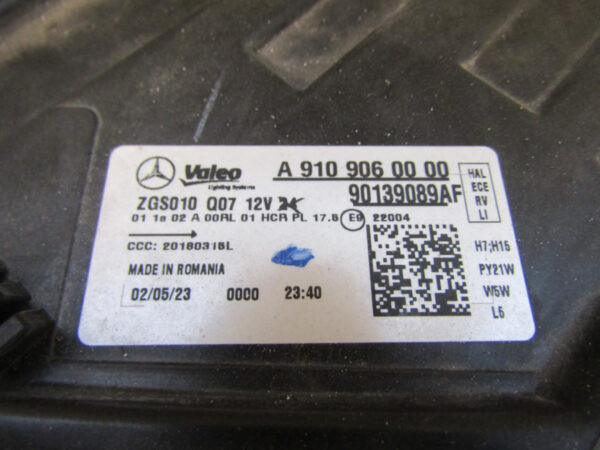 Valeo
Lighting Systems
A 910 906 00 00
90139089AF
HAL
ECE
RV
LI
ZGS010 Q07 12V
01 1a 02 A 00RL 01 HCR PL 17.5 E9 22004
CCC: 20180315L
MADE IN ROMANIA
02/05/23 0000 23:40
H7;H15
PY21W
W5W
L6